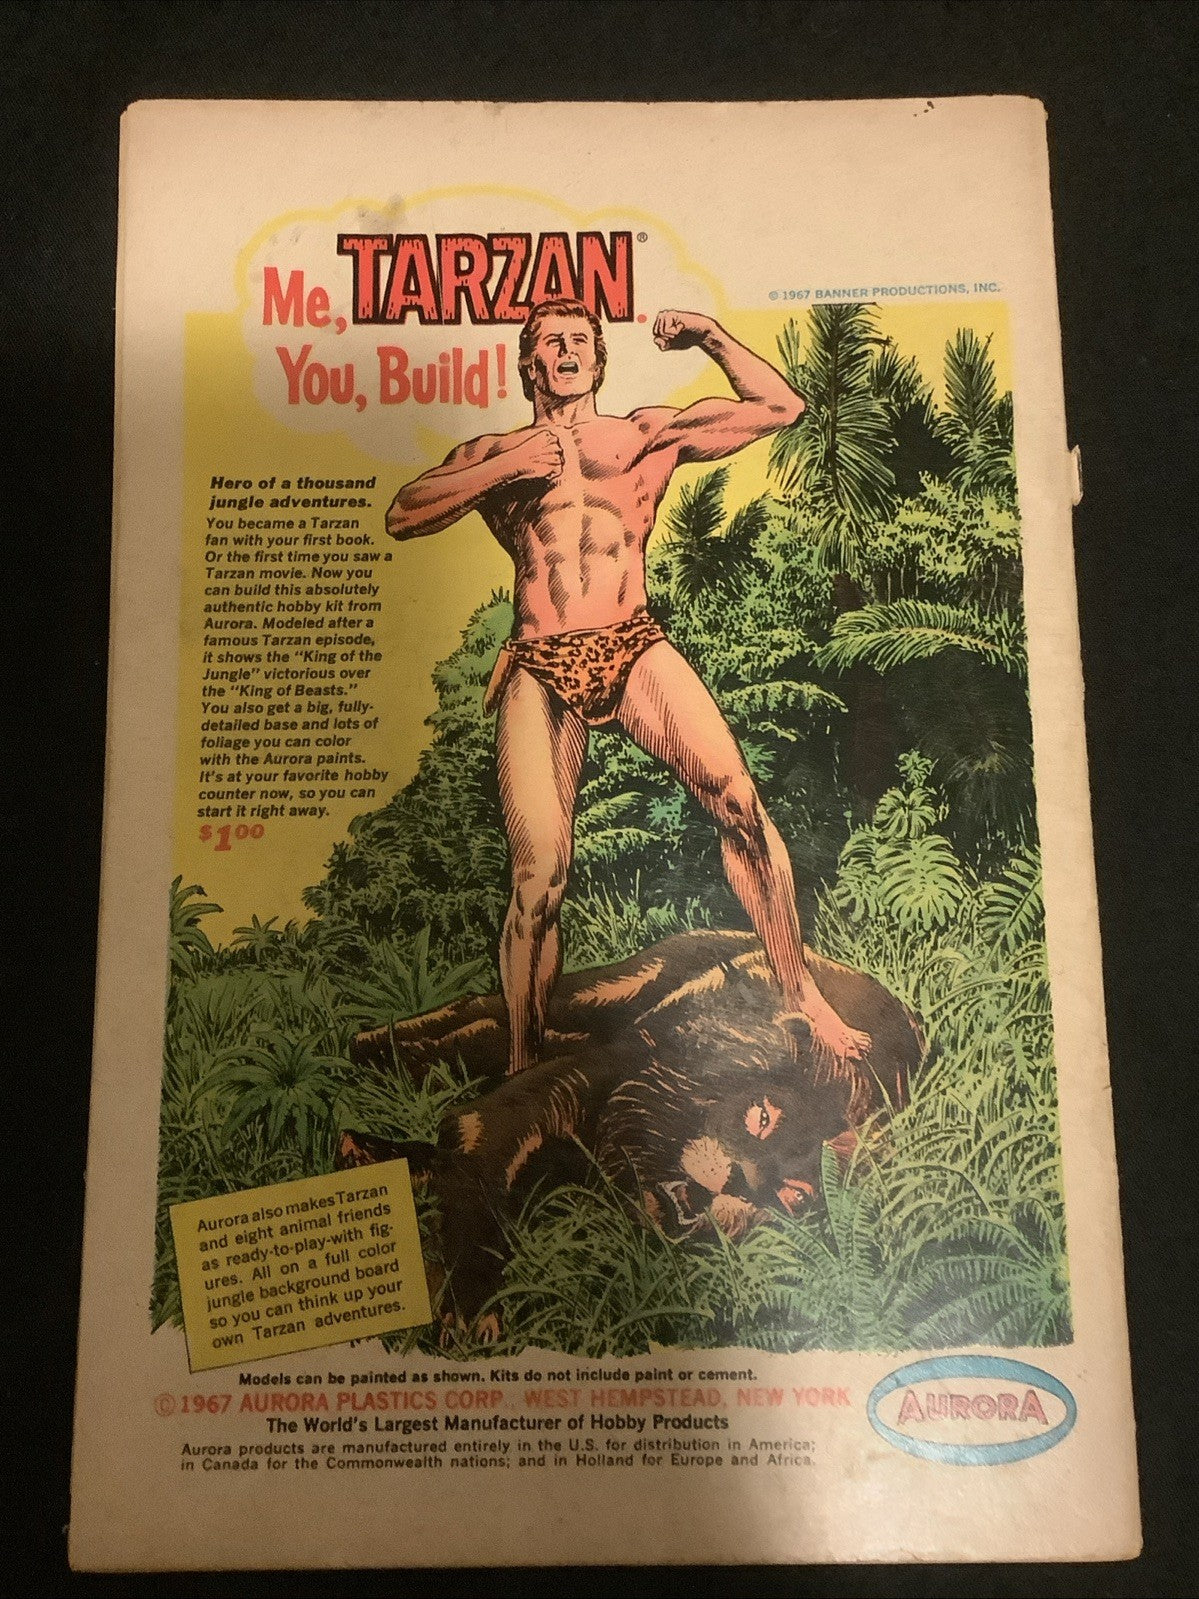 Me, TARZAN®.
You, Build!
© 1967 BANNER PRODUCTIONS, INC.
Hero of a thousand
jungle adventures.
You became a Tarzan
fan with your first book.
Or the first time you saw a
Tarzan movie. Now you
can build this absolutely
authentic hobby kit from
Aurora. Modeled after a
famous Tarzan episode,
it shows the "King of the
Jungle" victorious over
the "King of Beasts."
You also get a big, fully-
detailed base and lots of
foliage you can color
with the Aurora paints.
It's at your favorite hobby
counter now, so you can
start it right away.
$1.00
Aurora also makes Tarzan
and eight animal friends
as ready-to-play-with fig-
ures. All on a full color
jungle background board
so you can think up your
own Tarzan adventures.
Models can be painted as shown. Kits do not include paint or cement.
©1967 AURORA PLASTICS CORP., WEST HEMPSTEAD, NEW YORK
The World's Largest Manufacturer of Hobby Products
Aurora products are manufactured entirely in the U.S. for distribution in America;
in Canada for the Commonwealth nations; and in Holland for Europe and Africa.
AURORA